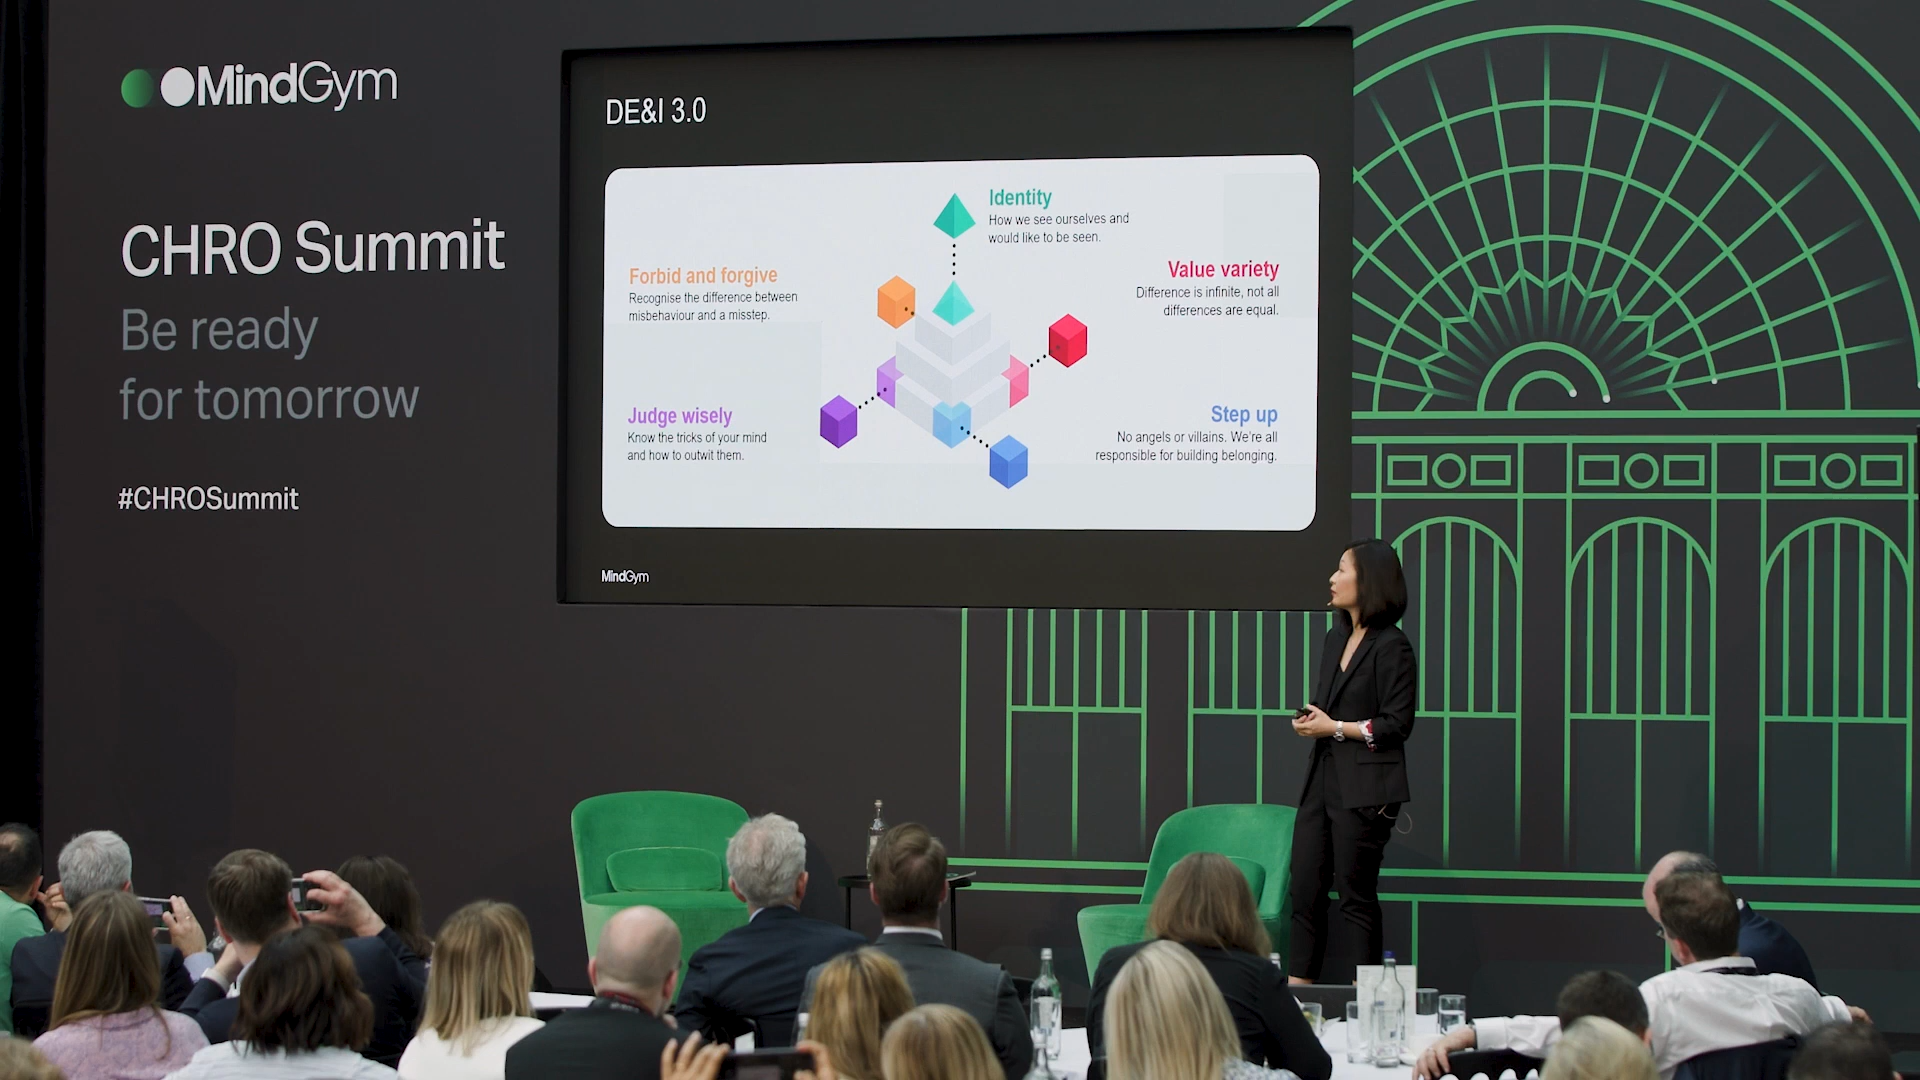 MindGym
CHRO Summit
Be ready
for tomorrow
#CHROSummit
DE&I 3.0
Identity
How we see ourselves and
would like to be seen.
Forbid and forgive
Recognise the difference between
misbehaviour and a misstep.
Value variety
Difference is infinite, not all
differences are equal.
Judge wisely
Know the tricks of your mind
and how to outwit them.
Step up
No angels or villains. We're all
responsible for building belonging.
MindGym